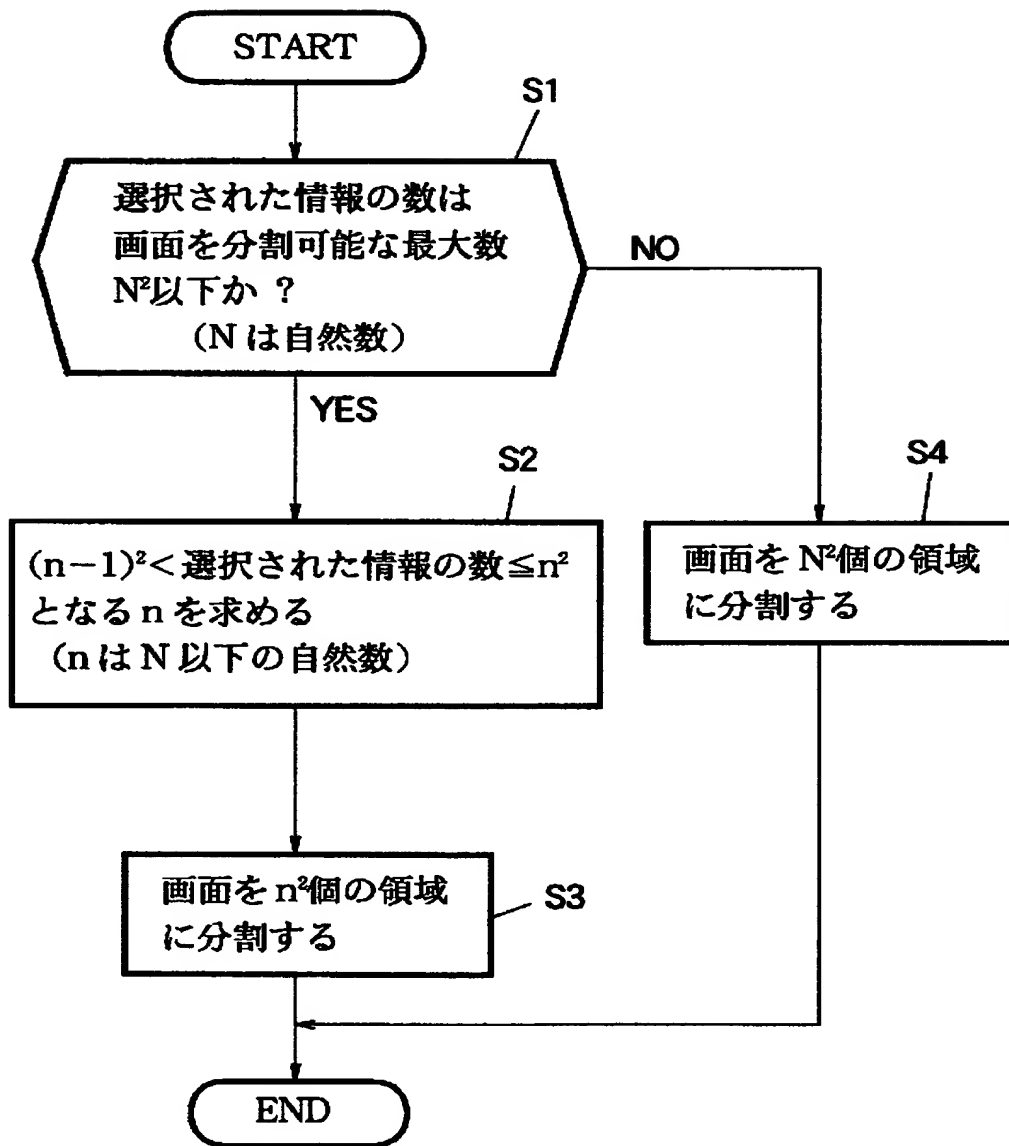 START
S1
選択された情報の数は
画面を分割可能な最大数
N²以下か ?
(Nは自然数)
NO
YES
S2
(n−1)²<選択された情報の数≦n²
となるnを求める
(nはN以下の自然数)
S4
画面をN²個の領域
に分割する
画面をn²個の領域
に分割する
S3
END